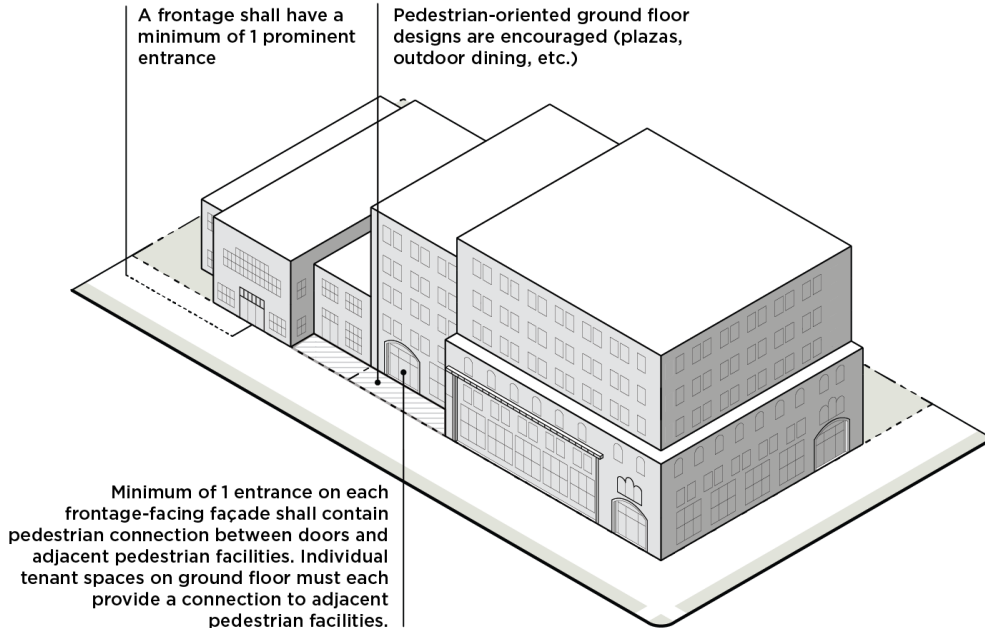 A frontage shall have a
minimum of 1 prominent
entrance
Pedestrian-oriented ground floor
designs are encouraged (plazas,
outdoor dining, etc.)
Minimum of 1 entrance on each
frontage-facing façade shall contain
pedestrian connection between doors and
adjacent pedestrian facilities. Individual
tenant spaces on ground floor must each
provide a connection to adjacent
pedestrian facilities.